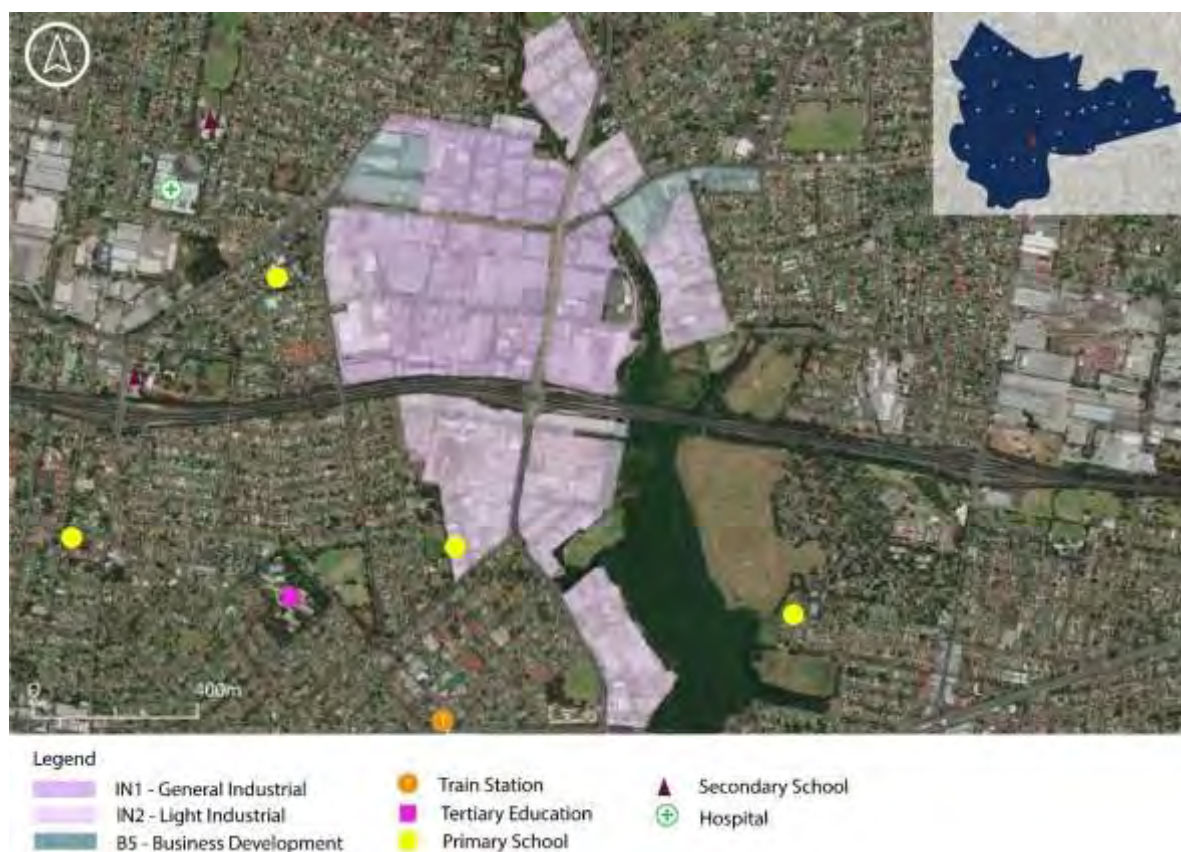 0 400m
Legend
IN1 - General Industrial
IN2 - Light Industrial
B5 - Business Development
T Train Station
Tertiary Education
Primary School
Secondary School
Hospital